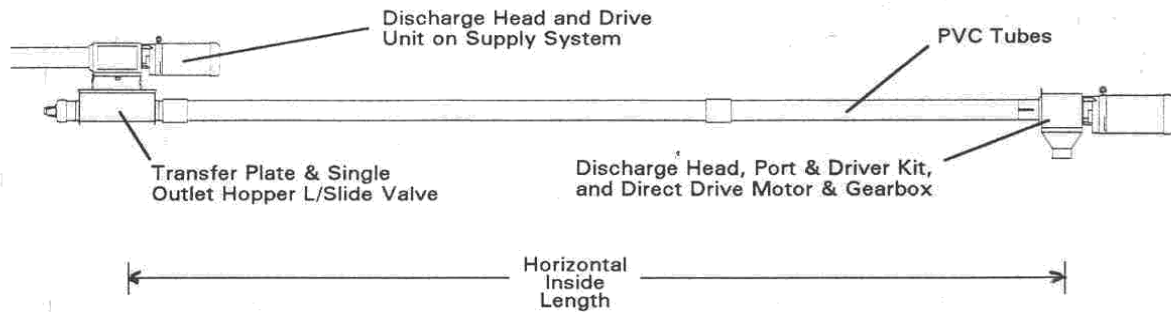 Discharge Head and Drive
Unit on Supply System
PVC Tubes
Transfer Plate & Single
Outlet Hopper L/Slide Valve
Discharge Head, Port & Driver Kit,
and Direct Drive Motor & Gearbox
Horizontal
Inside
Length